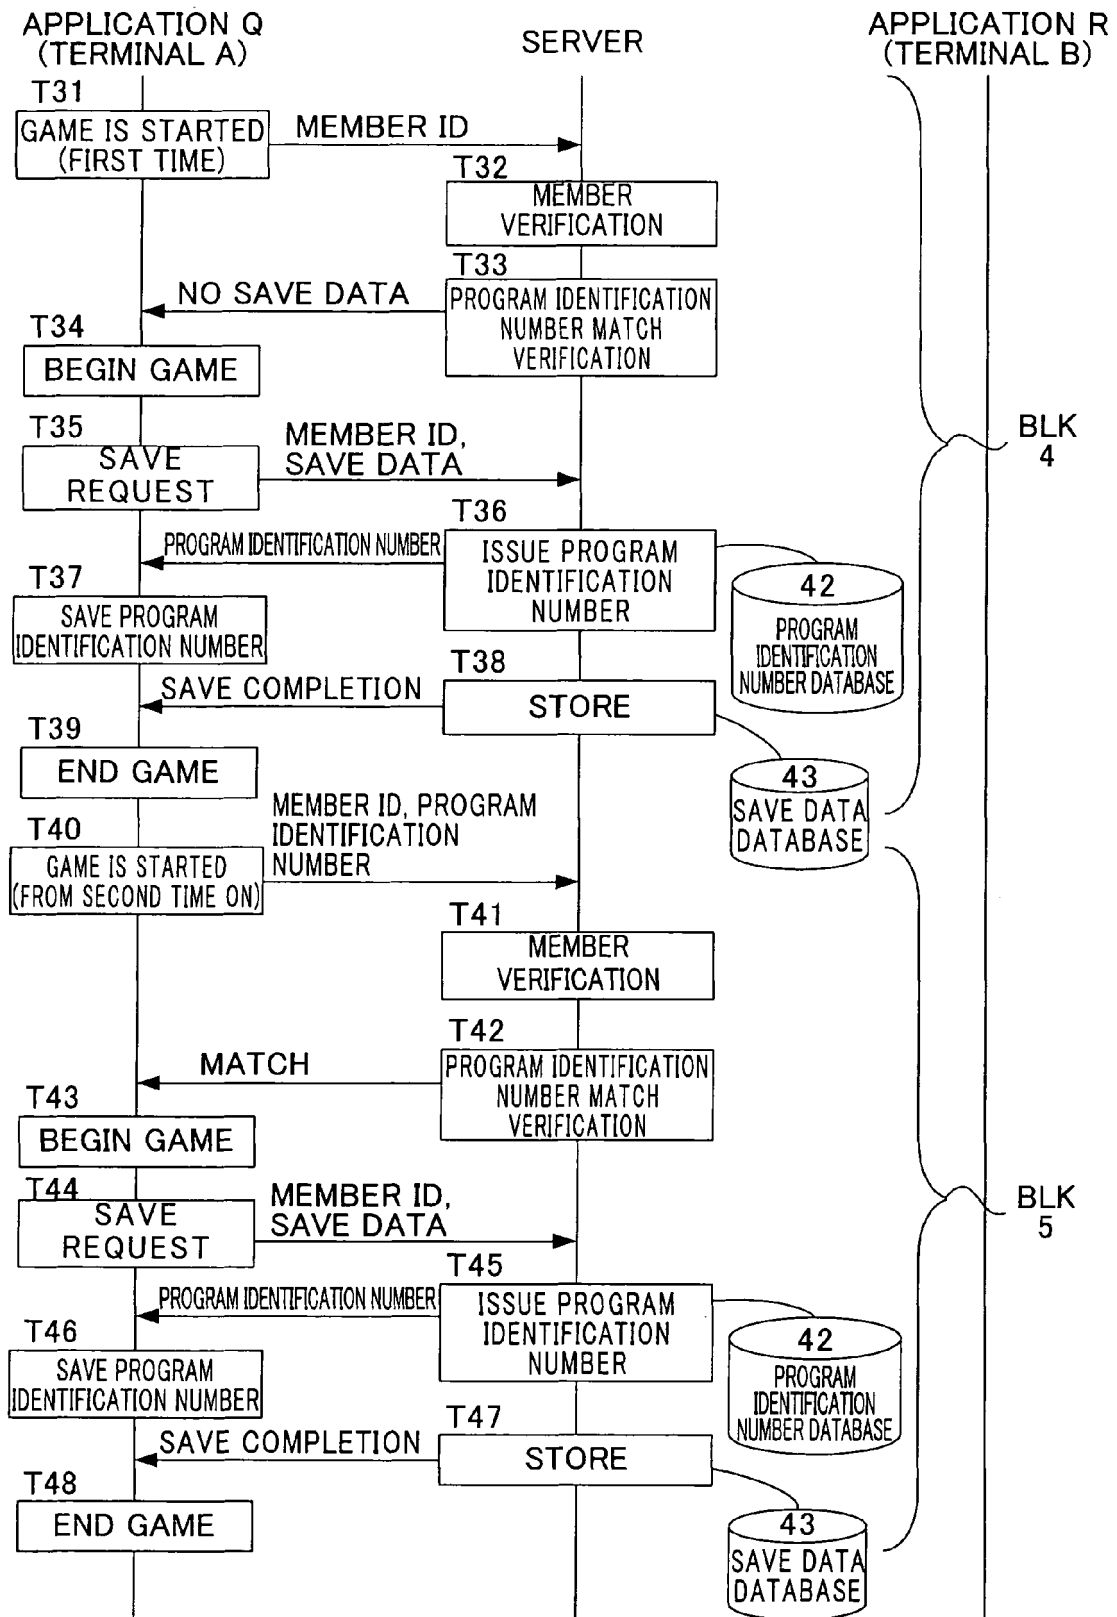 APPLICATION Q
(TERMINAL A)
SERVER
APPLICATION R
(TERMINAL B)
T31
GAME IS STARTED
(FIRST TIME)
MEMBER ID
T32
MEMBER
VERIFICATION
T33
PROGRAM IDENTIFICATION
NUMBER MATCH
VERIFICATION
NO SAVE DATA
T34
BEGIN GAME
T35
SAVE
REQUEST
MEMBER ID,
SAVE DATA
BLK
4
T36
ISSUE PROGRAM
IDENTIFICATION
NUMBER
PROGRAM IDENTIFICATION NUMBER
42
PROGRAM
IDENTIFICATION
NUMBER DATABASE
T37
SAVE PROGRAM
IDENTIFICATION NUMBER
T38
STORE
SAVE COMPLETION
43
SAVE DATA
DATABASE
T39
END GAME
T40
GAME IS STARTED
(FROM SECOND TIME ON)
MEMBER ID, PROGRAM
IDENTIFICATION
NUMBER
T41
MEMBER
VERIFICATION
T42
PROGRAM IDENTIFICATION
NUMBER MATCH
VERIFICATION
MATCH
T43
BEGIN GAME
T44
SAVE
REQUEST
MEMBER ID,
SAVE DATA
BLK
5
T45
ISSUE PROGRAM
IDENTIFICATION
NUMBER
PROGRAM IDENTIFICATION NUMBER
42
PROGRAM
IDENTIFICATION
NUMBER DATABASE
T46
SAVE PROGRAM
IDENTIFICATION NUMBER
T47
STORE
SAVE COMPLETION
43
SAVE DATA
DATABASE
T48
END GAME